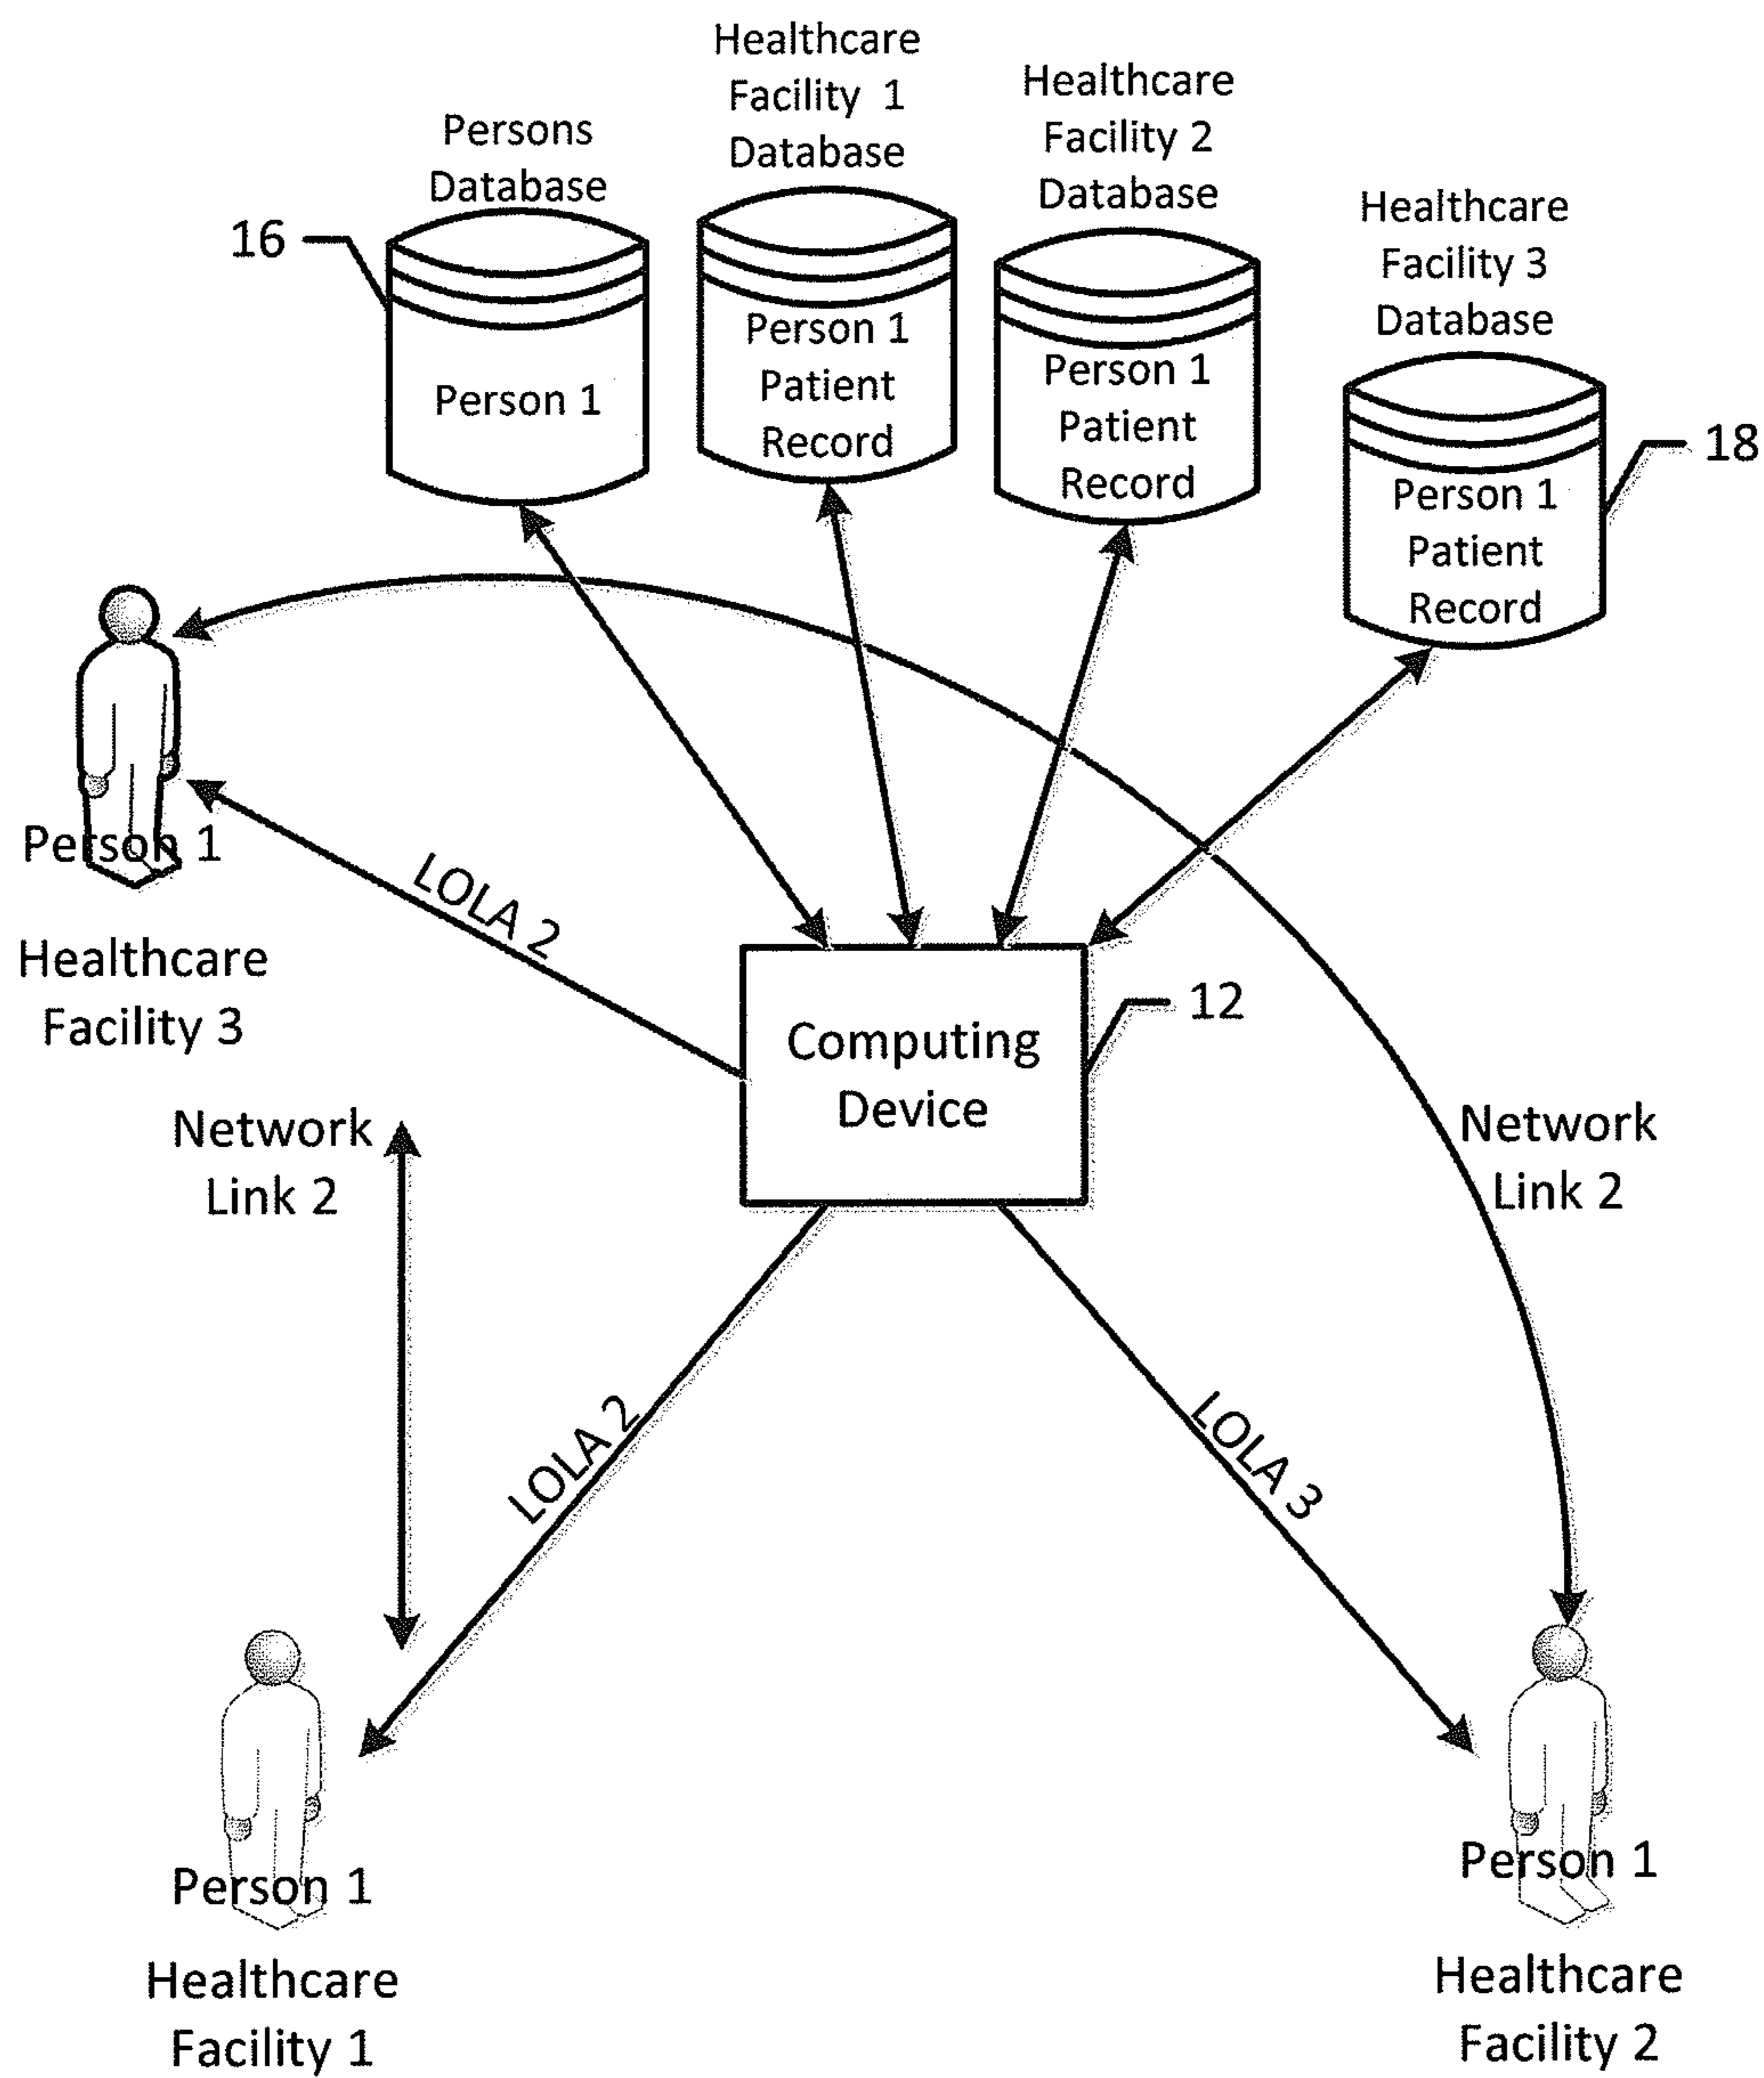 Persons
Database
Healthcare
Facility 1
Database
Healthcare
Facility 2
Database
Healthcare
Facility 3
Database
16
Person 1
Person 1
Patient
Record
Person 1
Patient
Record
Person 1
Patient
Record
18
Person 1
Healthcare
Facility 3
LOLA 2
Computing
Device
12
Network
Link 2
Network
Link 2
LOLA 2
LOLA 3
Person 1
Healthcare
Facility 1
Person 1
Healthcare
Facility 2